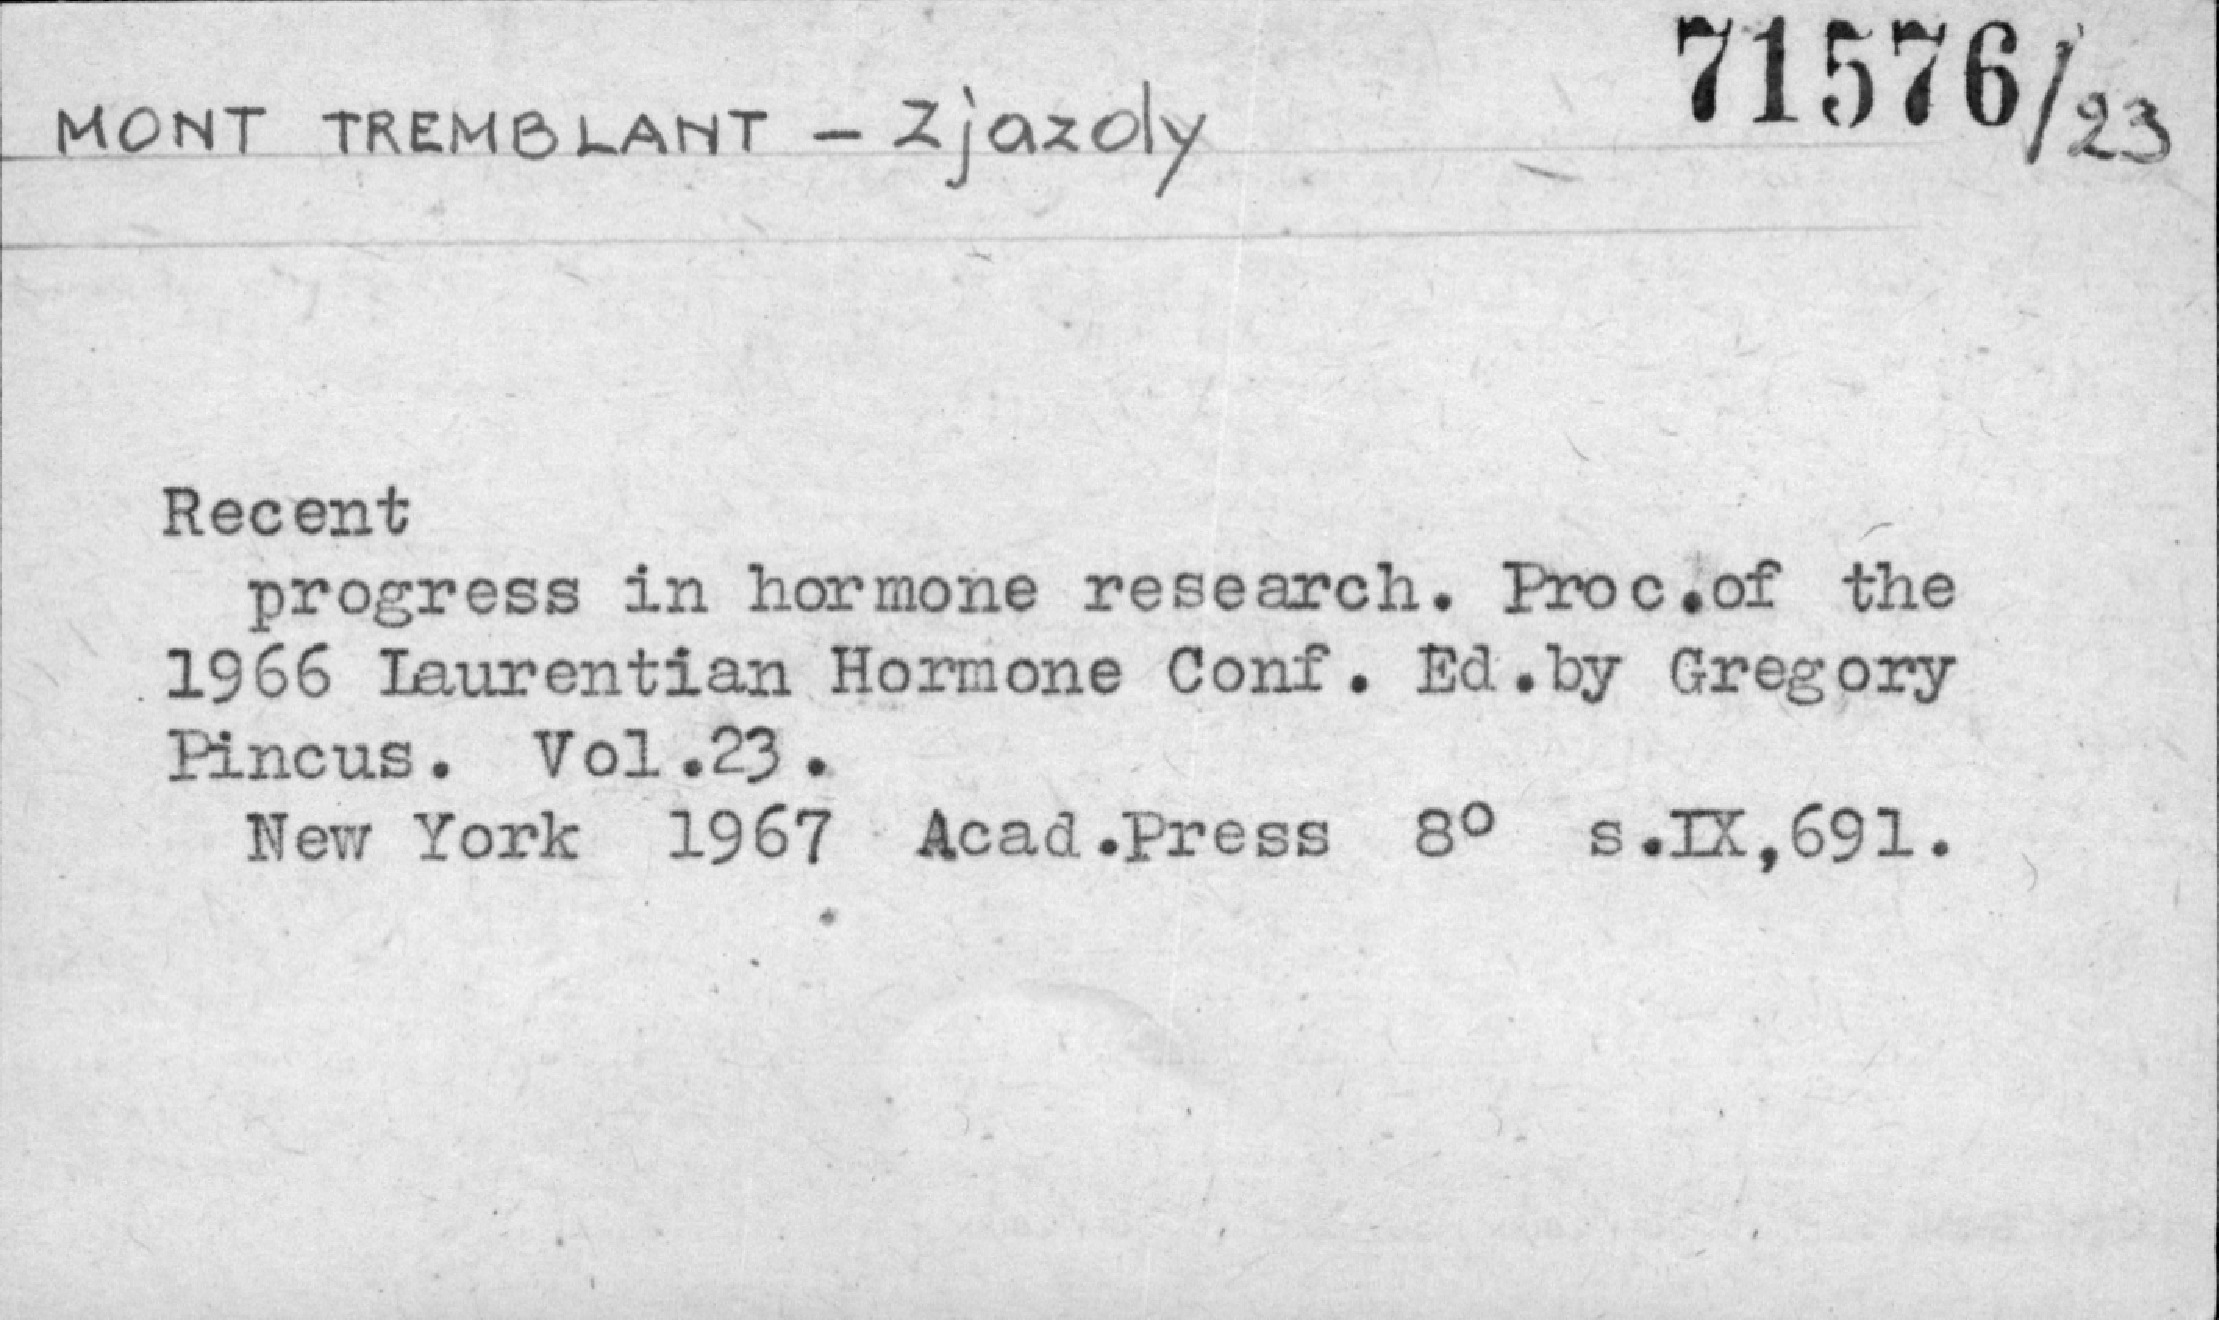 71576/23
MONT TREMBLANT - Zjazdy
Recent
progress in hormone research. Proc.of the
1966 Laurentian Hormone Conf. Ed.by Gregory
Pincus. Vol.23.
New York 1967 Acad.Press 8° s.IX,691.